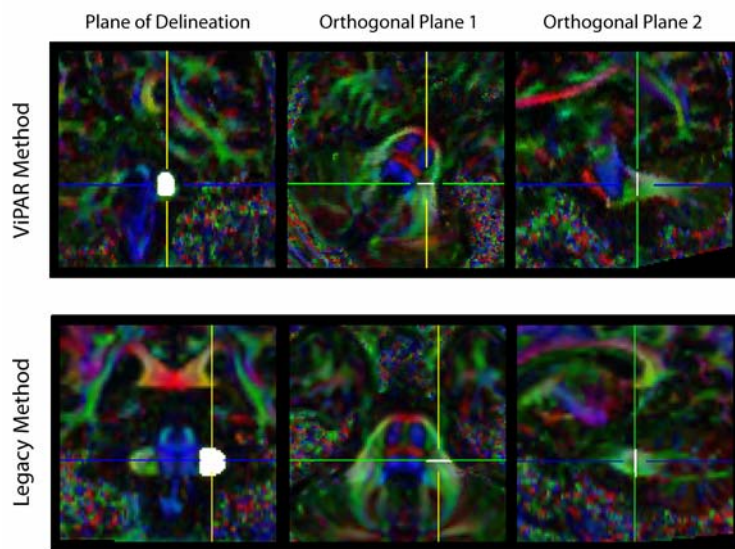 Plane of Delineation
Orthogonal Plane 1
Orthogonal Plane 2
ViPAR Method
Legacy Method